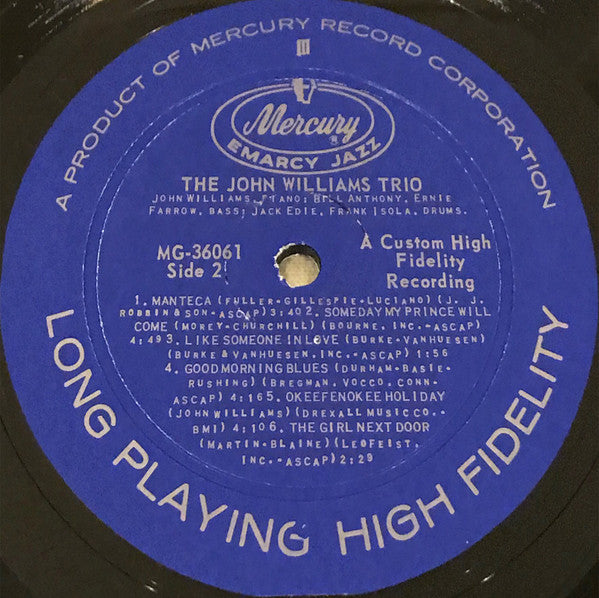 A PRODUCT OF MERCURY RECORD CORPORATION
Mercury
®
EMARCY JAZZ
THE JOHN WILLIAMS TRIO
JOHN WILLIAMS, PIANO; BILL ANTHONY, ERNIE
FARROW, BASS; JACK EDIE, FRANK ISOLA, DRUMS.
MG-36061
Side 2
A Custom High
Fidelity
Recording
1. MANTECA (FULLER-GILLESPIE-LUCIANO) (J. J.
ROBBIN & SON-ASCAP) 3:40 2. SOMEDAY MY PRINCE WILL
COME (MOREY-CHURCHILL) (BOURNE, INC.-ASCAP)
4:49 3. LIKE SOMEONE IN LOVE (BURKE-VANHUESEN)
(BURKE & VANHUESEN, INC.-ASCAP) 1:56
4. GOOD MORNING BLUES (DURHAM-BASIE-
RUSHING) (BREGMAN, VOCCO, CONN-
ASCAP) 4:16 5. OKEEFENOKEE HOLIDAY
(JOHN WILLIAMS) (DREXALL MUSIC CO.-
BMI) 4:10 6. THE GIRL NEXT DOOR
(MARTIN-BLAINE) (LEO FEIST,
INC.-ASCAP) 2:29
LONG PLAYING HIGH FIDELITY